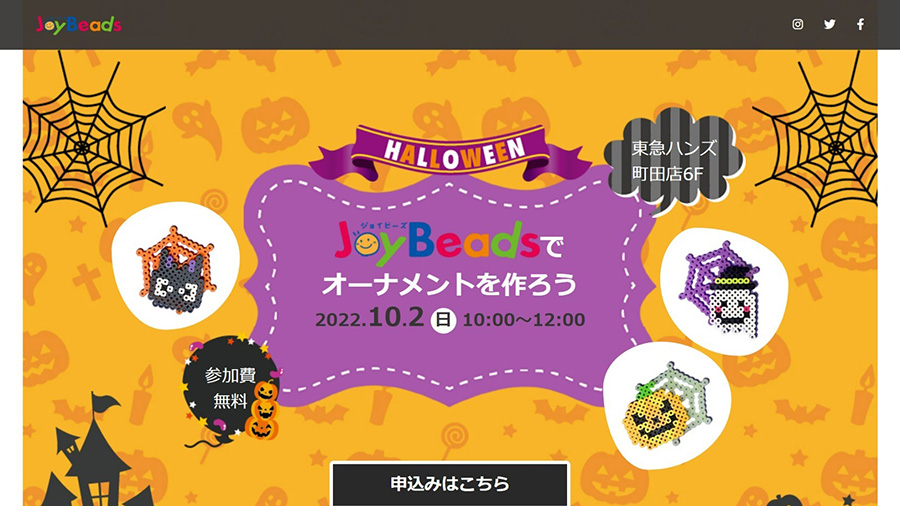 JoyBeads
HALLOWEEN
東急ハンズ
町田店6F
ジョイビーズ
JoyBeadsで
オーナメントを作ろう
2022.10.2 日 10:00～12:00
参加費
無料
申込みはこちら